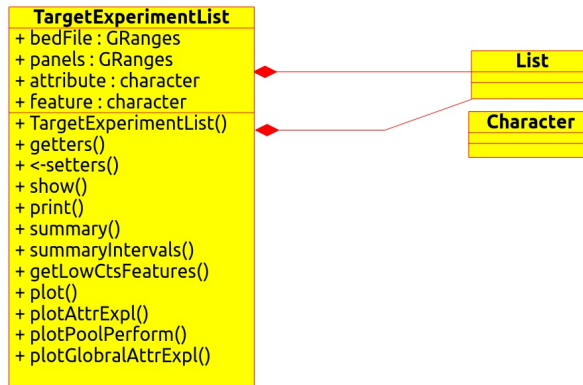 TargetExperimentList
+ bedFile : GRanges
+ panels : GRanges
+ attribute : character
+ feature : character
+ TargetExperimentList()
+ getters()
+ <-setters()
+ show()
+ print()
+ summary()
+ summaryIntervals()
+ getLowCtsFeatures()
+ plot()
+ plotAttrExpl()
+ plotPoolPerform()
+ plotGlobralAttrExpl()
List
Character